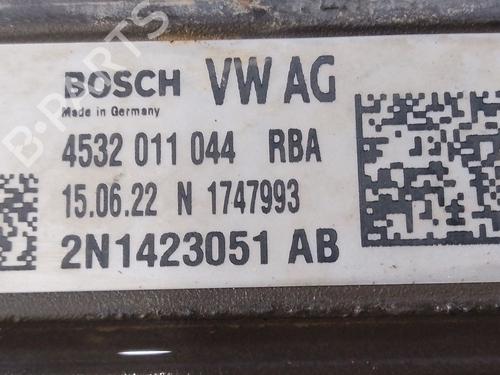 BOSCH VW AG
Made in Germany
4532 011 044 RBA
15.06.22 N 1747993
2N1423051 AB
B-PARTS